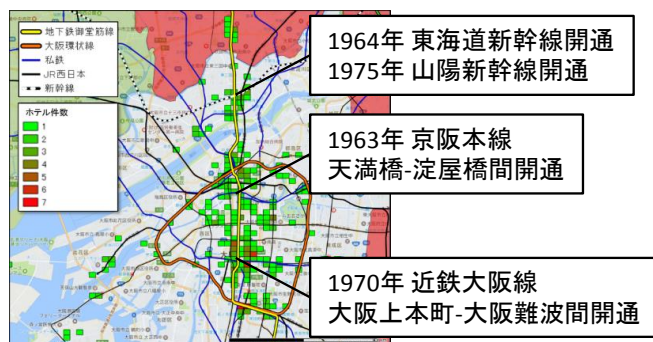 地下鉄御堂筋線
大阪環状線
私鉄
JR西日本
新幹線
ホテル件数
1
2
3
4
5
6
7
1964年 東海道新幹線開通
1975年 山陽新幹線開通
1963年 京阪本線
天満橋-淀屋橋間開通
1970年 近鉄大阪線
大阪上本町-大阪難波間開通